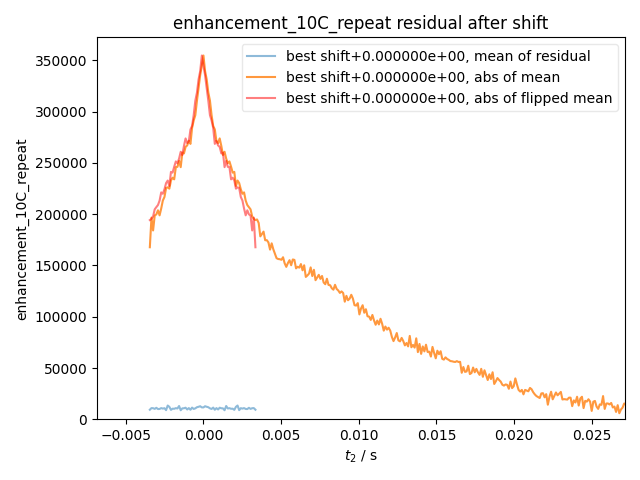 enhancement_10C_repeat residual after shift
best shift+0.000000e+00, mean of residual
best shift+0.000000e+00, abs of mean
best shift+0.000000e+00, abs of flipped mean
enhancement_10C_repeat
350000
300000
250000
200000
150000
100000
50000
0
−0.005 0.000 0.005 0.010 0.015 0.020 0.025
t₂ / s